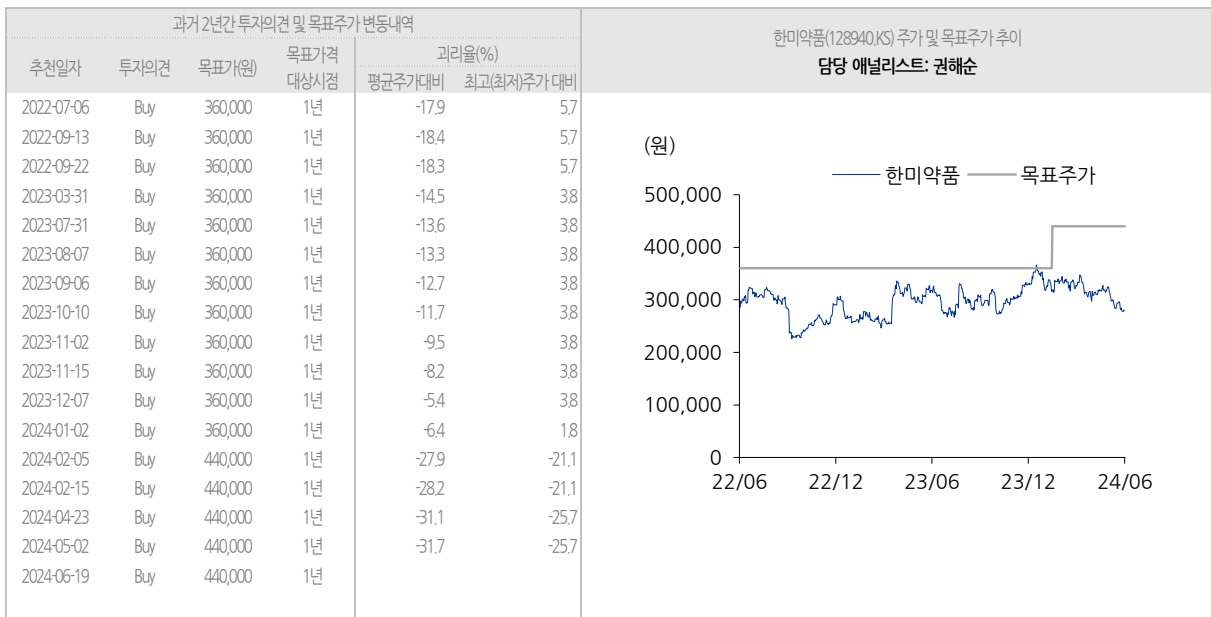 과거 2년간 투자의견 및 목표주가 변동내역
추천일자 투자의견 목표가(원) 목표가격 대상시점 괴리율(%)
평균주가대비 최고(최저)주가 대비
2022-07-06 Buy 360,000 1년 -17.9 5.7
2022-09-13 Buy 360,000 1년 -18.4 5.7
2022-09-22 Buy 360,000 1년 -18.3 5.7
2023-03-31 Buy 360,000 1년 -14.5 3.8
2023-07-31 Buy 360,000 1년 -13.6 3.8
2023-08-07 Buy 360,000 1년 -13.3 3.8
2023-09-06 Buy 360,000 1년 -12.7 3.8
2023-10-10 Buy 360,000 1년 -11.7 3.8
2023-11-02 Buy 360,000 1년 -9.5 3.8
2023-11-15 Buy 360,000 1년 -8.2 3.8
2023-12-07 Buy 360,000 1년 -5.4 3.8
2024-01-02 Buy 360,000 1년 -6.4 1.8
2024-02-05 Buy 440,000 1년 -27.9 -21.1
2024-02-15 Buy 440,000 1년 -28.2 -21.1
2024-04-23 Buy 440,000 1년 -31.1 -25.7
2024-05-02 Buy 440,000 1년 -31.7 -25.7
2024-06-19 Buy 440,000 1년
한미약품(128940.KS) 주가 및 목표주가 추이
담당 애널리스트: 권해순
(원)
한미약품 목표주가
500,000
400,000
300,000
200,000
100,000
0
22/06 22/12 23/06 23/12 24/06